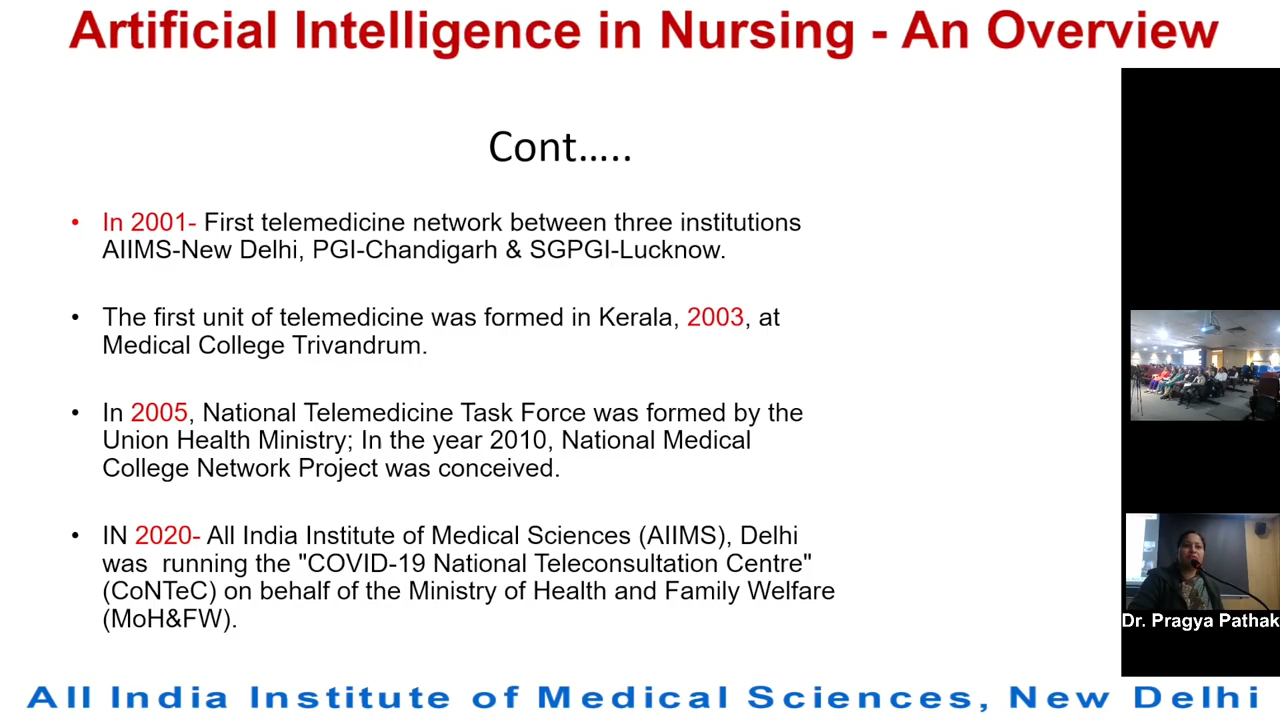 Artificial Intelligence in Nursing - An Overview
Cont.....
• In 2001- First telemedicine network between three institutions
AIIMS-New Delhi, PGI-Chandigarh & SGPGI-Lucknow.
• The first unit of telemedicine was formed in Kerala, 2003, at
Medical College Trivandrum.
• In 2005, National Telemedicine Task Force was formed by the
Union Health Ministry; In the year 2010, National Medical
College Network Project was conceived.
• IN 2020- All India Institute of Medical Sciences (AIIMS), Delhi
was  running the "COVID-19 National Teleconsultation Centre"
(CoNTeC) on behalf of the Ministry of Health and Family Welfare
(MoH&FW).
Dr. Pragya Pathak
All India Institute of Medical Sciences, New Delhi